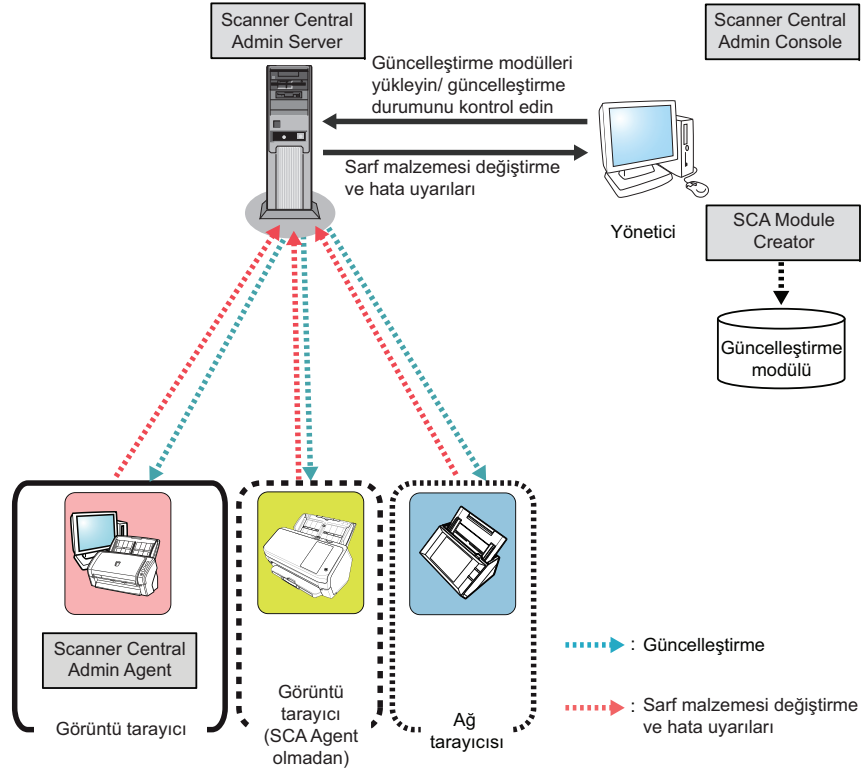 Scanner Central
Admin Server
Scanner Central
Admin Console
Güncelleştirme modülleri
yükleyin/ güncelleştirme
durumunu kontrol edin
Sarf malzemesi değiştirme
ve hata uyarıları
Yönetici
SCA Module
Creator
Güncelleştirme
modülü
Scanner Central
Admin Agent
Görüntü tarayıcı
Görüntü
tarayıcı
(SCA Agent
olmadan)
Ağ
tarayıcısı
: Güncelleştirme
: Sarf malzemesi değiştirme
ve hata uyarıları